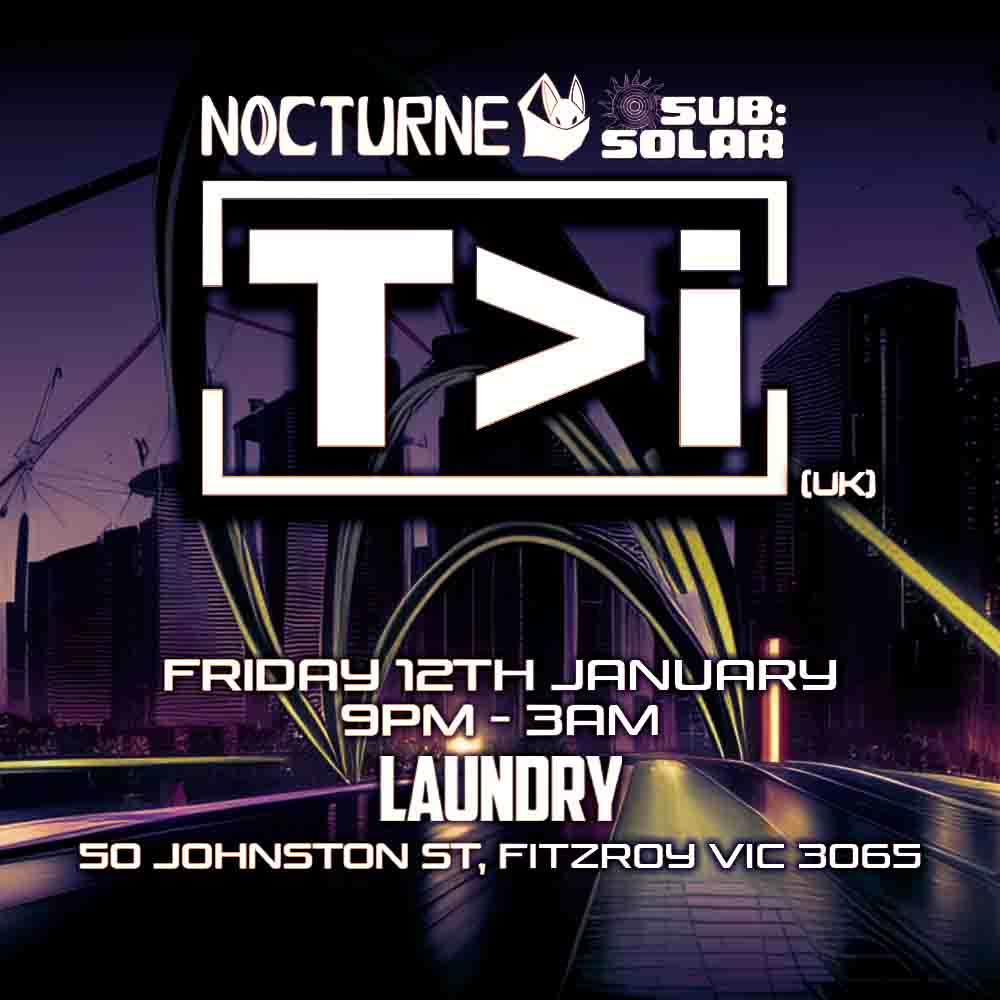 NOCTURNE SUB:
SOLAR
T>i
(UK)
FRIDAY 12TH JANUARY
9PM - 3AM
LAUNDRY
50 JOHNSTON ST, FITZROY VIC 3065